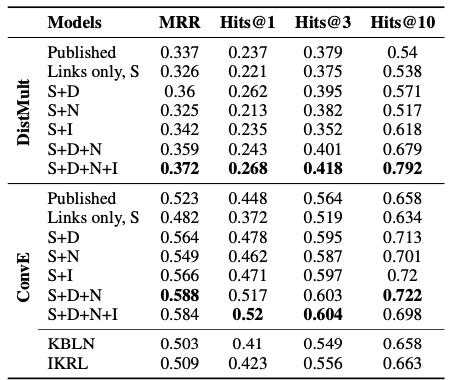 Models MRR Hits@1 Hits@3 Hits@10
DistMult
Published 0.337 0.237 0.379 0.54
Links only, S 0.326 0.221 0.375 0.538
S+D 0.36 0.262 0.395 0.571
S+N 0.325 0.213 0.382 0.517
S+I 0.342 0.235 0.352 0.618
S+D+N 0.359 0.243 0.401 0.679
S+D+N+I 0.372 0.268 0.418 0.792
ConvE
Published 0.523 0.448 0.564 0.658
Links only, S 0.482 0.372 0.519 0.634
S+D 0.564 0.478 0.595 0.713
S+N 0.549 0.462 0.587 0.701
S+I 0.566 0.471 0.597 0.72
S+D+N 0.588 0.517 0.603 0.722
S+D+N+I 0.584 0.52 0.604 0.698
KBLN 0.503 0.41 0.549 0.658
IKRL 0.509 0.423 0.556 0.663